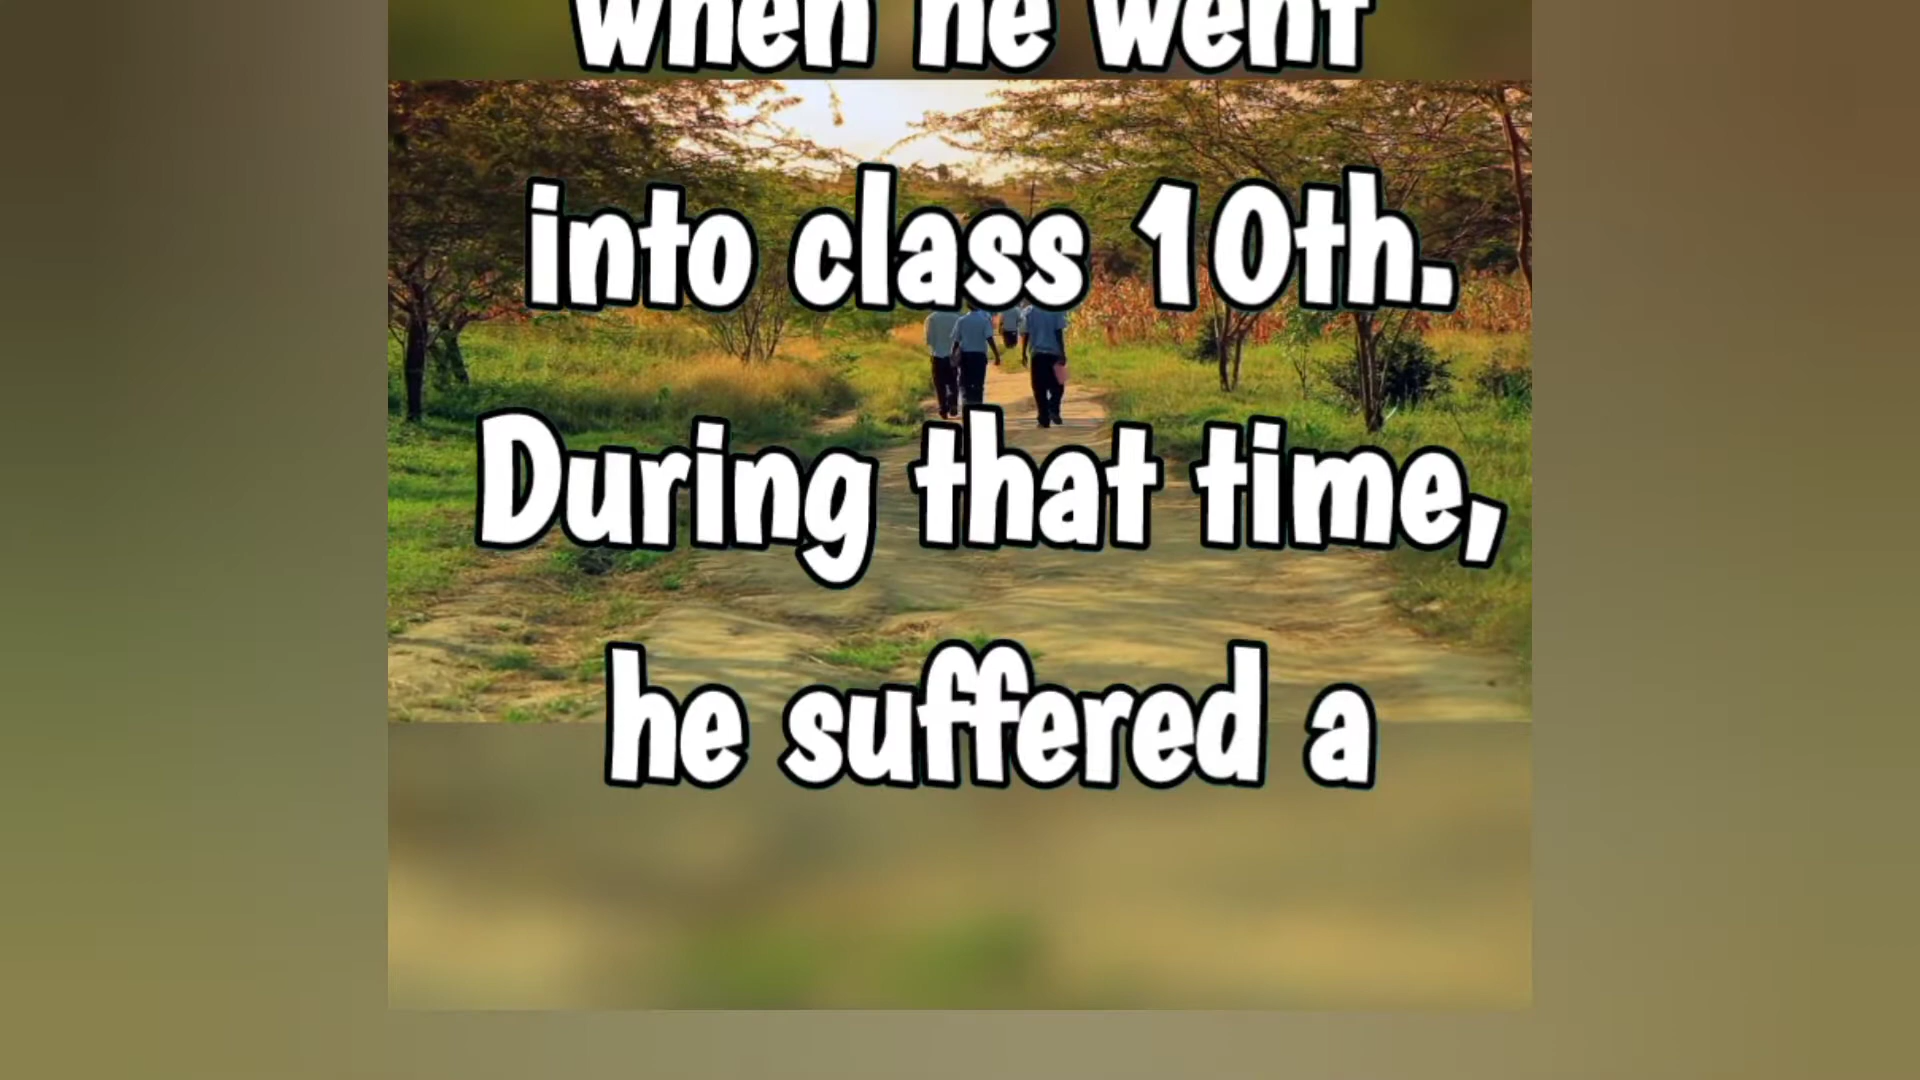 when he went
into class 10th.
During that time,
he suffered a